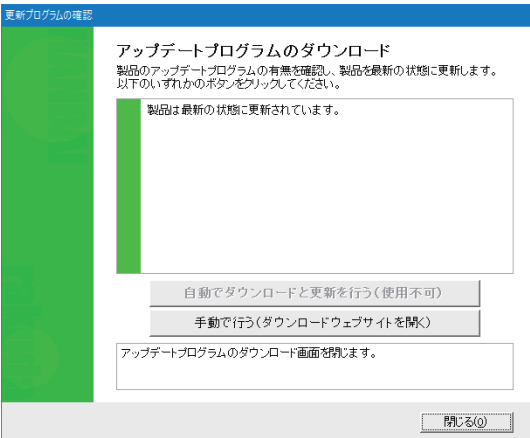 更新プログラムの確認
アップデートプログラムのダウンロード
製品のアップデートプログラムの有無を確認し、製品を最新の状態に更新します。
以下のいずれかのボタンをクリックしてください。
製品は最新の状態に更新されています。
自動でダウンロードと更新を行う(使用不可)
手動で行う(ダウンロードウェブサイトを開く)
アップデートプログラムのダウンロード画面を閉じます。
閉じる(o)